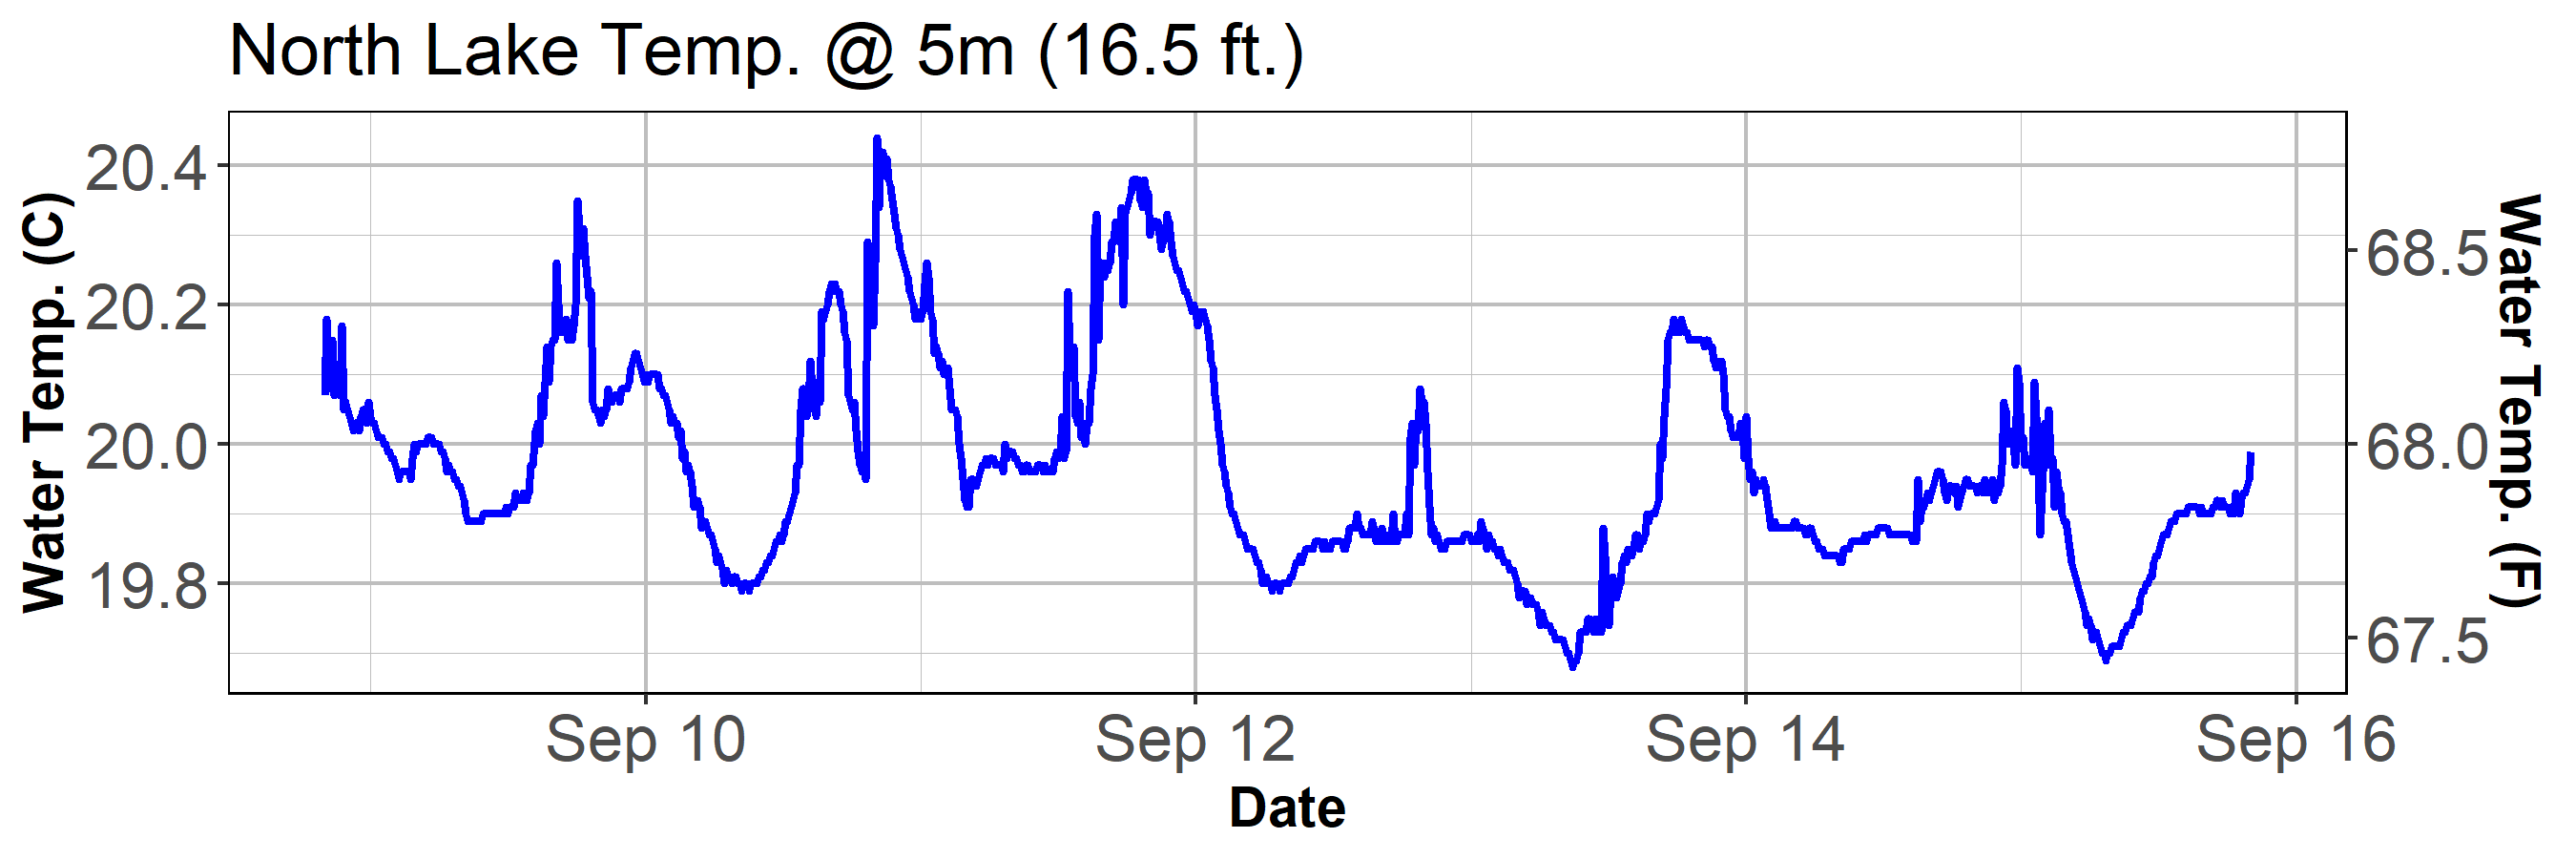 North Lake Temp. @ 5m (16.5 ft.)
Water Temp. (C)
20.4
20.2
20.0
19.8
68.5
68.0
67.5
Water Temp. (F)
Sep 10 Sep 12 Sep 14 Sep 16
Date